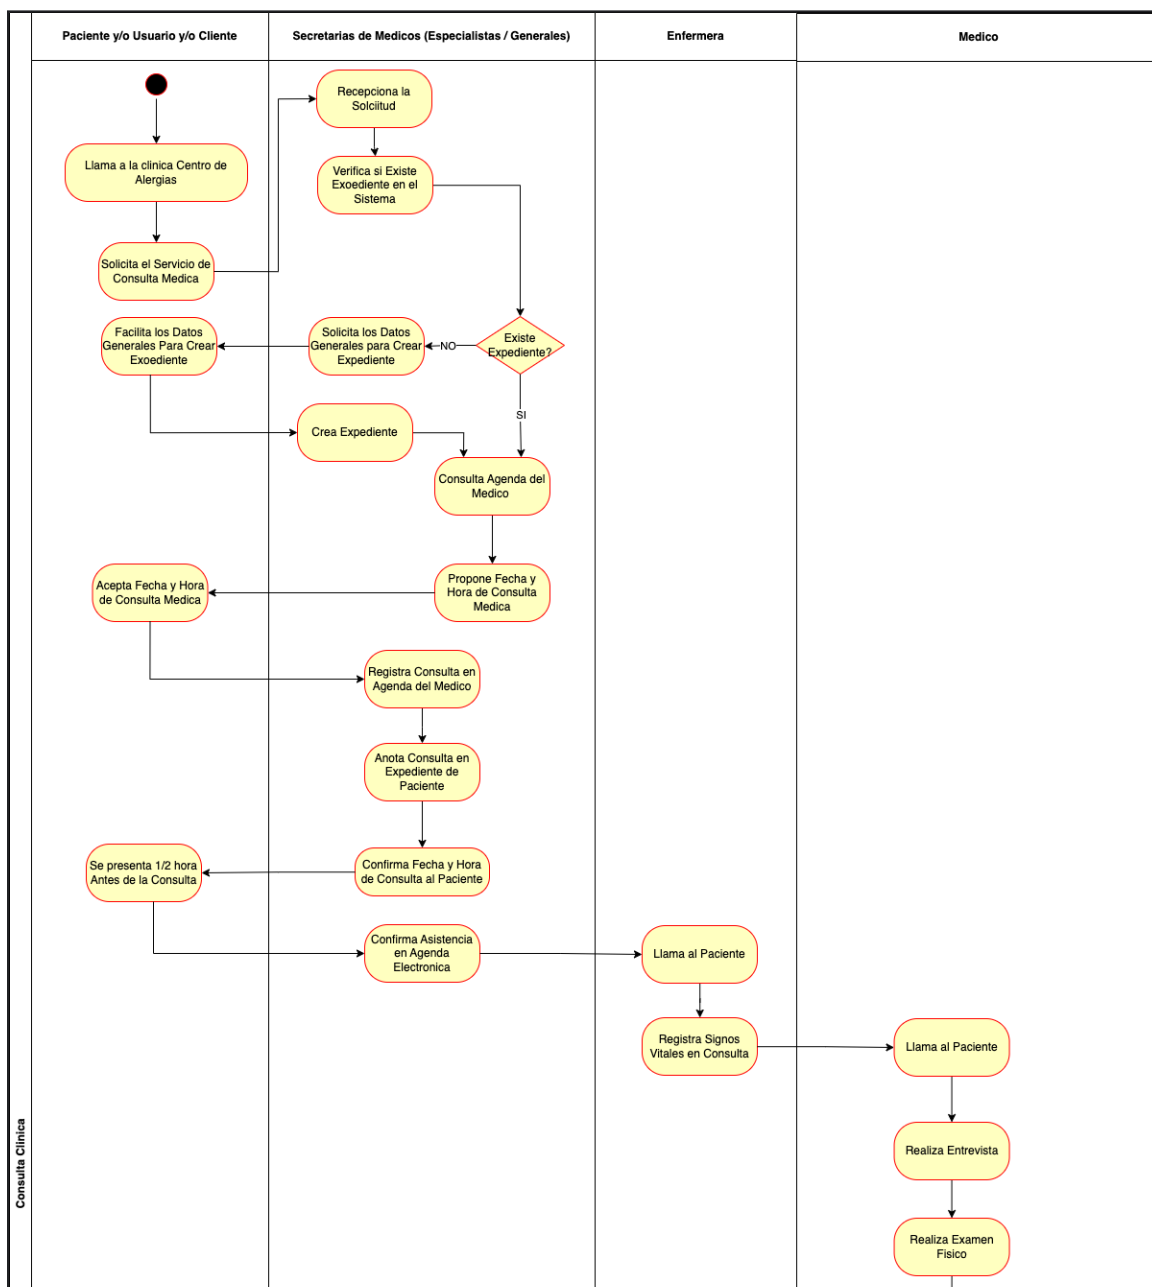 Paciente y/o Usuario y/o Cliente
Secretarias de Medicos (Especialistas / Generales)
Enfermera
Medico
Recepciona la
Solciitud
Llama a la clinica Centro de
Alergias
Verifica si Existe
Exoediente en el
Sistema
Solicita el Servicio de
Consulta Medica
Facilita los Datos
Generales Para Crear
Exoediente
Solicita los Datos
Generales para Crear
Expediente
NO
Existe
Expediente?
SI
Crea Expediente
Consulta Agenda del
Medico
Acepta Fecha y Hora
de Consulta Medica
Propone Fecha y
Hora de Consulta
Medica
Registra Consulta en
Agenda del Medico
Anota Consulta en
Expediente de
Paciente
Se presenta 1/2 hora
Antes de la Consulta
Confirma Fecha y Hora
de Consulta al Paciente
Confirma Asistencia
en Agenda
Electronica
Llama al Paciente
Registra Signos
Vitales en Consulta
Llama al Paciente
Realiza Entrevista
Realiza Examen
Fisico
Consulta Clinica